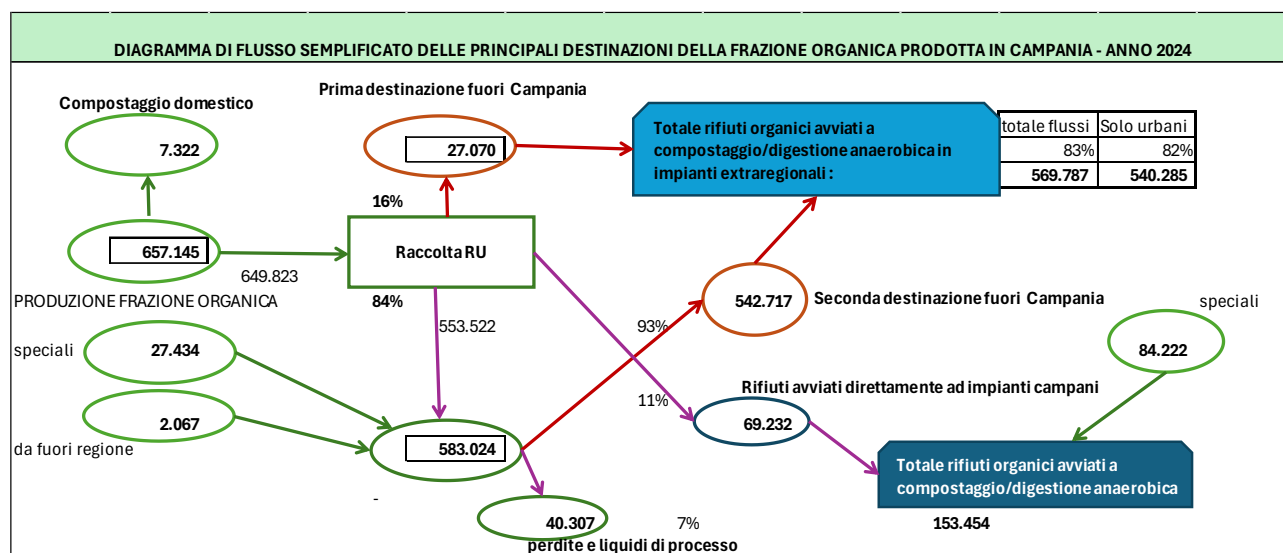 DIAGRAMMA DI FLUSSO SEMPLIFICATO DELLE PRINCIPALI DESTINAZIONI DELLA FRAZIONE ORGANICA PRODOTTA IN CAMPANIA - ANNO 2024
Compostaggio domestico
7.322
Prima destinazione fuori Campania
27.070
Totale rifiuti organici avviati a
compostaggio/digestione anaerobica in
impianti extraregionali :
totale flussi Solo urbani
83% 82%
569.787 540.285
16%
657.145
649.823
Raccolta RU
PRODUZIONE FRAZIONE ORGANICA
84%
553.522
93%
542.717
Seconda destinazione fuori Campania
speciali
84.222
speciali
27.434
Rifiuti avviati direttamente ad impianti campani
11%
69.232
2.067
da fuori regione
583.024
Totale rifiuti organici avviati a
compostaggio/digestione anaerobica
153.454
-
40.307
7%
perdite e liquidi di processo